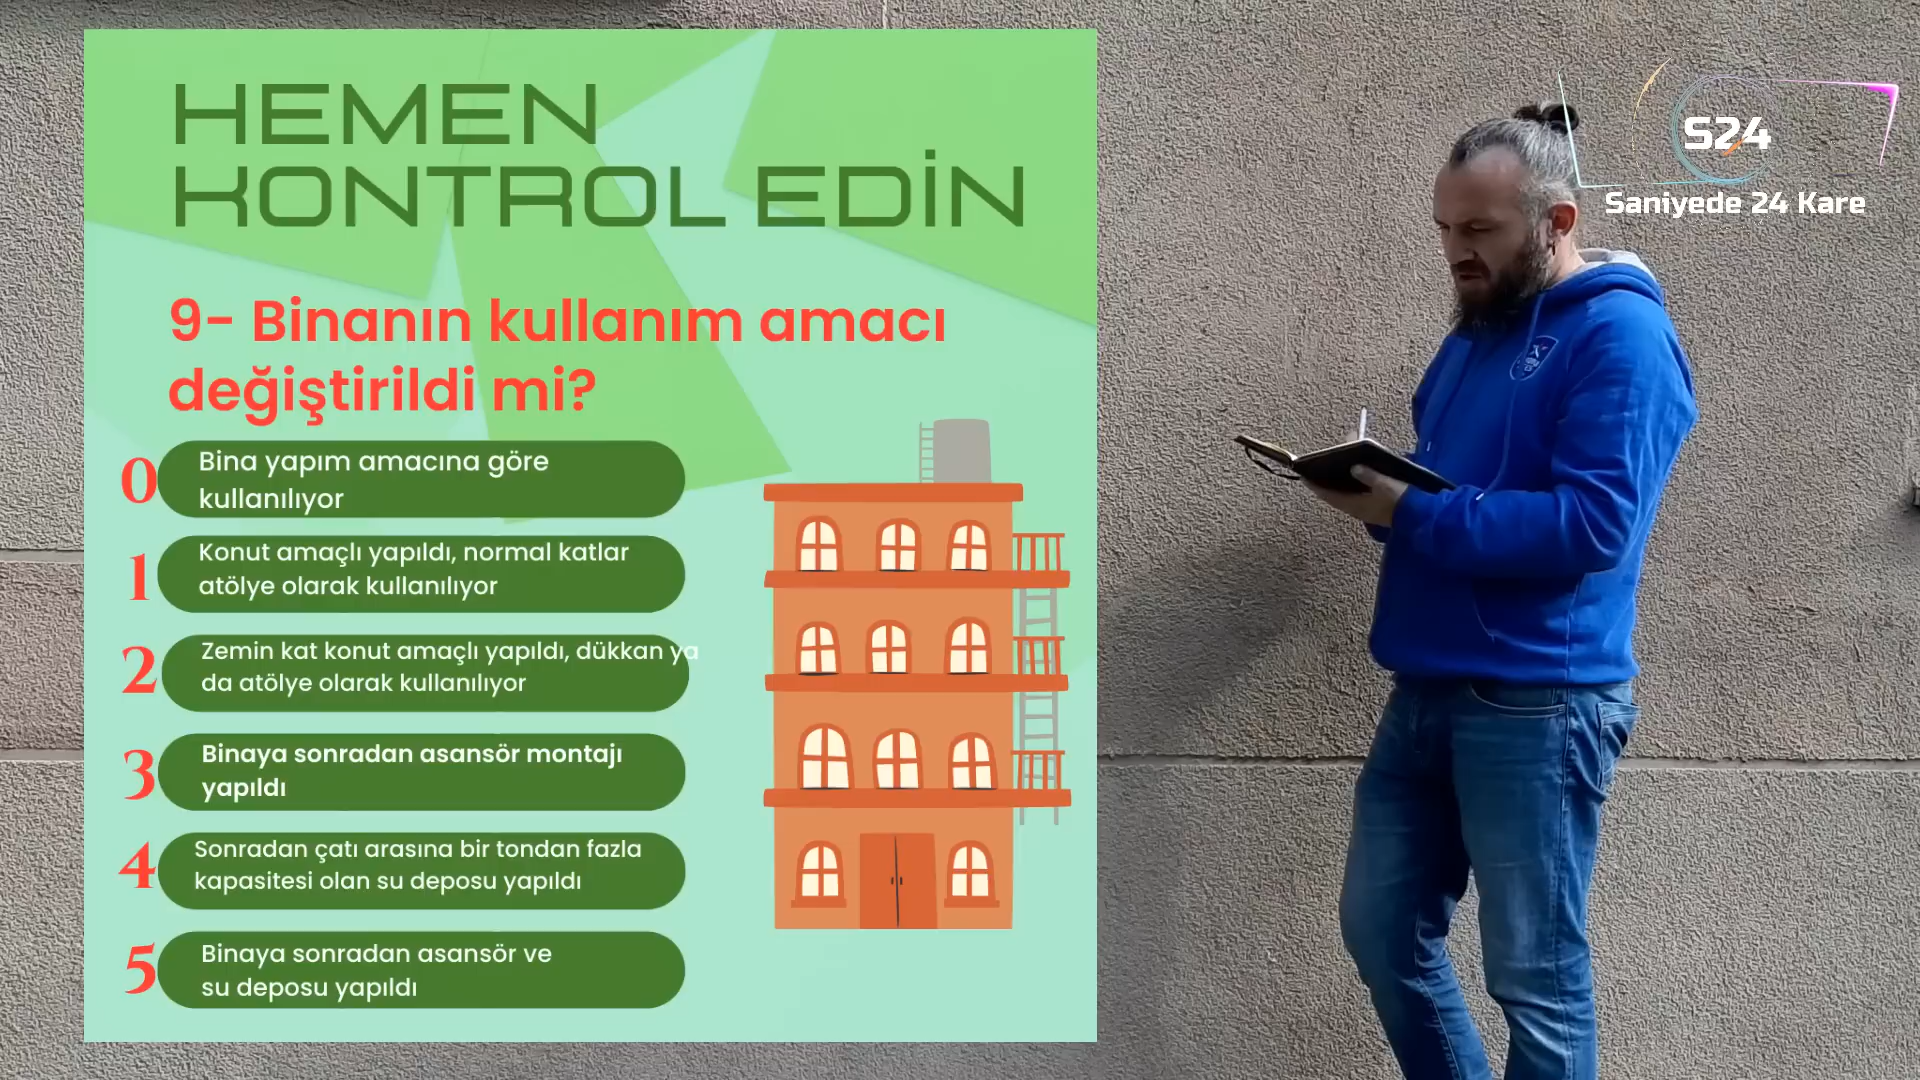 HEMEN
KONTROL EDİN
9- Binanın kullanım amacı
değiştirildi mi?
0
Bina yapım amacına göre
kullanılıyor
1
Konut amaçlı yapıldı, normal katlar
atölye olarak kullanılıyor
2
Zemin kat konut amaçlı yapıldı, dükkan ya
da atölye olarak kullanılıyor
3
Binaya sonradan asansör montajı
yapıldı
4
Sonradan çatı arasına bir tondan fazla
kapasitesi olan su deposu yapıldı
5
Binaya sonradan asansör ve
su deposu yapıldı
S24
Saniyede 24 Kare